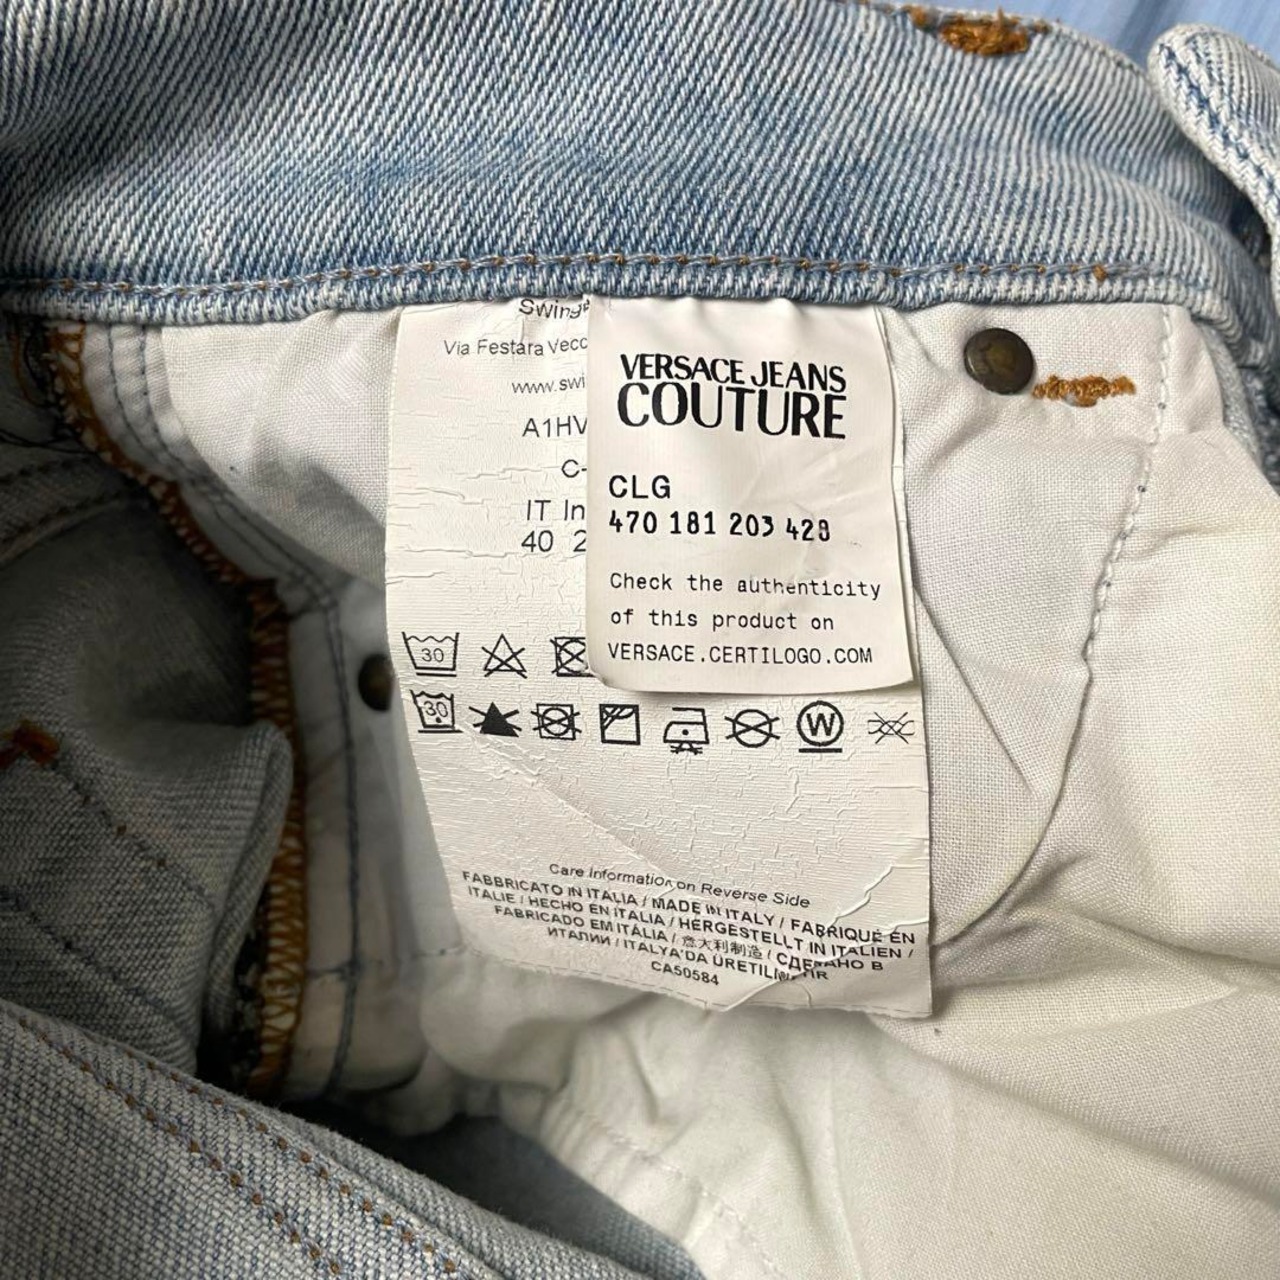 Swing
Via Festara Vecc
www.swi
A1HV
C-
IT In
40 2
VERSACE JEANS
COUTURE
CLG
470 181 203 428
Check the authenticity
of this product on
VERSACE.CERTILOGO.COM
30
30
W
Care Information on Reverse Side
FABBRICATO IN ITALIA / MADE IN ITALY / FABRIQUÉ EN
ITALIE / HECHO EN ITALIA / HERGESTELLT IN ITALIEN /
FABRICADO EM ITÁLIA / 意大利制造 / СДЕЛАНО В
ИТАЛИИ / ITALYA'DA ÜRETİLMİŞTİR
CA50584